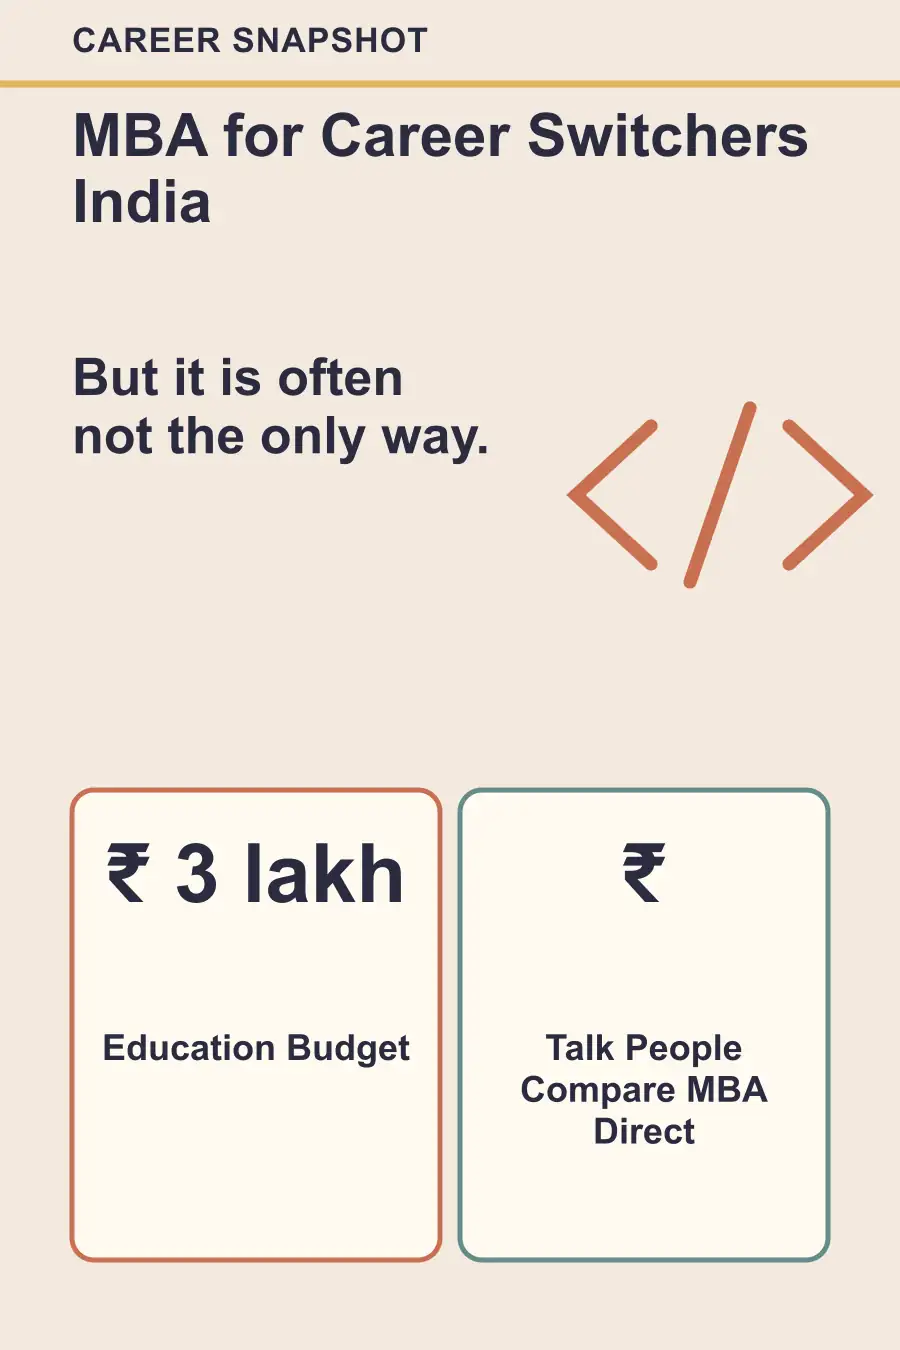 CAREER SNAPSHOT
MBA for Career Switchers
India
But it is often
not the only way.
</>
₹ 3 lakh
Education Budget
₹
Talk People
Compare MBA
Direct